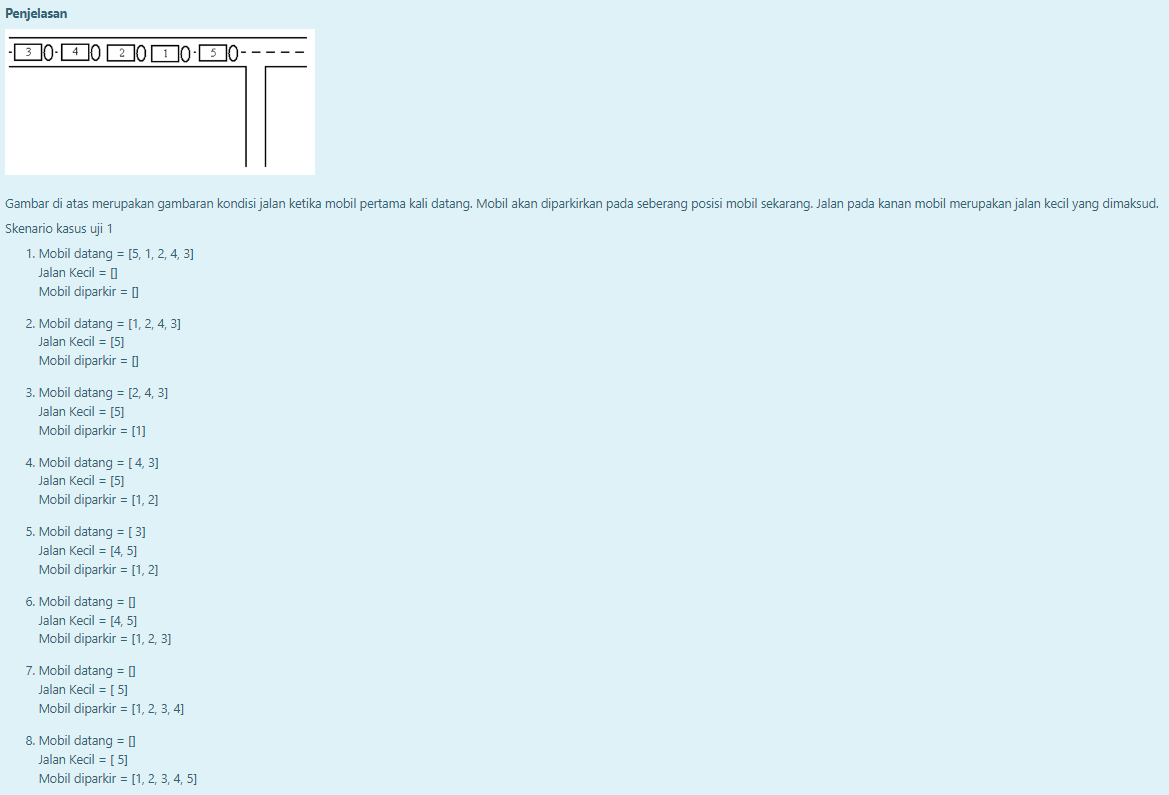 Penjelasan
3 4 2 1 5
Gambar di atas merupakan gambaran kondisi jalan ketika mobil pertama kali datang. Mobil akan diparkirkan pada seberang posisi mobil sekarang. Jalan pada kanan mobil merupakan jalan kecil yang dimaksud.
Skenario kasus uji 1
1. Mobil datang = [5, 1, 2, 4, 3]
Jalan Kecil = []
Mobil diparkir = []
2. Mobil datang = [1, 2, 4, 3]
Jalan Kecil = [5]
Mobil diparkir = []
3. Mobil datang = [2, 4, 3]
Jalan Kecil = [5]
Mobil diparkir = [1]
4. Mobil datang = [ 4, 3]
Jalan Kecil = [5]
Mobil diparkir = [1, 2]
5. Mobil datang = [ 3]
Jalan Kecil = [4, 5]
Mobil diparkir = [1, 2]
6. Mobil datang = []
Jalan Kecil = [4, 5]
Mobil diparkir = [1, 2, 3]
7. Mobil datang = []
Jalan Kecil = [ 5]
Mobil diparkir = [1, 2, 3, 4]
8. Mobil datang = []
Jalan Kecil = [ 5]
Mobil diparkir = [1, 2, 3, 4, 5]